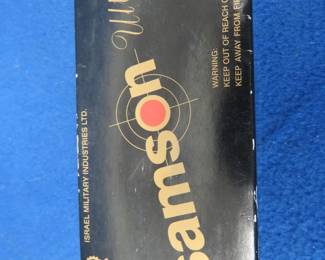 ISRAEL MILITARY INDUSTRIES LTD.
samson
WARNING:
KEEP OUT OF REACH
KEEP AWAY FROM